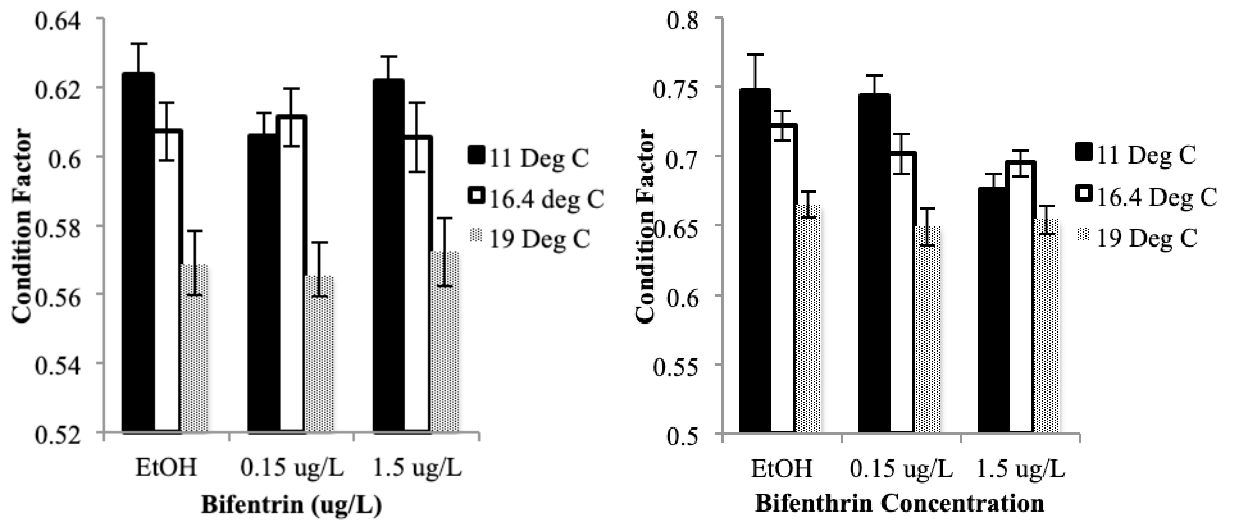 0.64
0.62
0.6
0.58
0.56
0.54
0.52
Condition Factor
EtOH 0.15 ug/L 1.5 ug/L
Bifentrin (ug/L)
11 Deg C
16.4 deg C
19 Deg C
0.8
0.75
0.7
0.65
0.6
0.55
0.5
Condition Factor
EtOH 0.15 ug/L 1.5 ug/L
Bifenthrin Concentration
11 Deg C
16.4 Deg C
19 Deg C